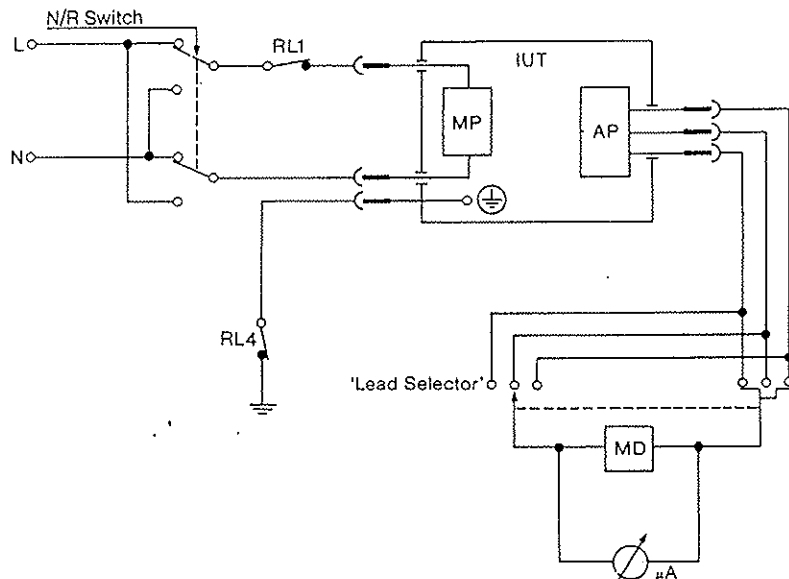 N/R Switch
L
RL1
IUT
MP
AP
N
RL4
'Lead Selector'
MD
µA